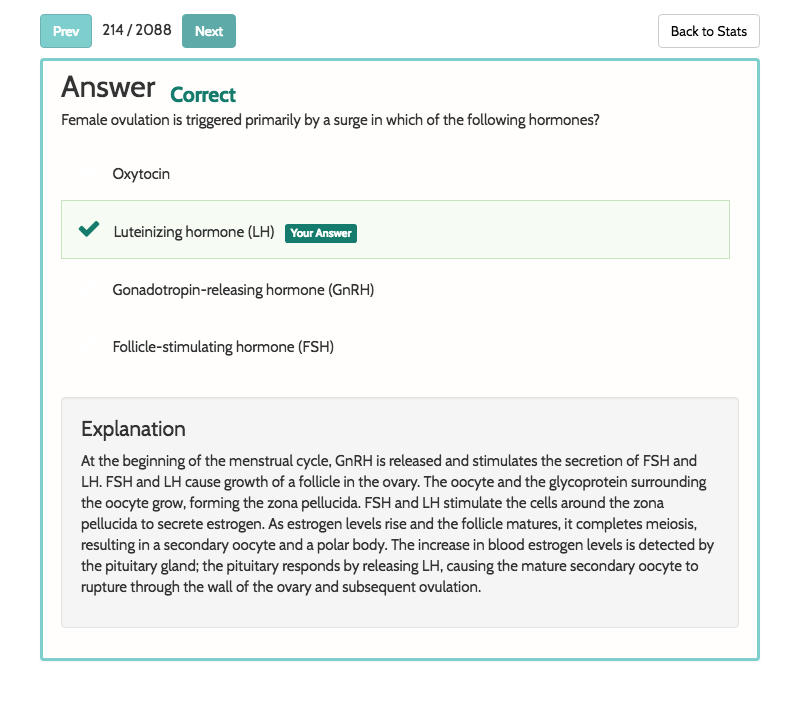 Prev 214 / 2088 Next Back to Stats
Answer Correct
Female ovulation is triggered primarily by a surge in which of the following hormones?
Oxytocin
Luteinizing hormone (LH) Your Answer
Gonadotropin-releasing hormone (GnRH)
Follicle-stimulating hormone (FSH)
Explanation
At the beginning of the menstrual cycle, GnRH is released and stimulates the secretion of FSH and
LH. FSH and LH cause growth of a follicle in the ovary. The oocyte and the glycoprotein surrounding
the oocyte grow, forming the zona pellucida. FSH and LH stimulate the cells around the zona
pellucida to secrete estrogen. As estrogen levels rise and the follicle matures, it completes meiosis,
resulting in a secondary oocyte and a polar body. The increase in blood estrogen levels is detected by
the pituitary gland; the pituitary responds by releasing LH, causing the mature secondary oocyte to
rupture through the wall of the ovary and subsequent ovulation.